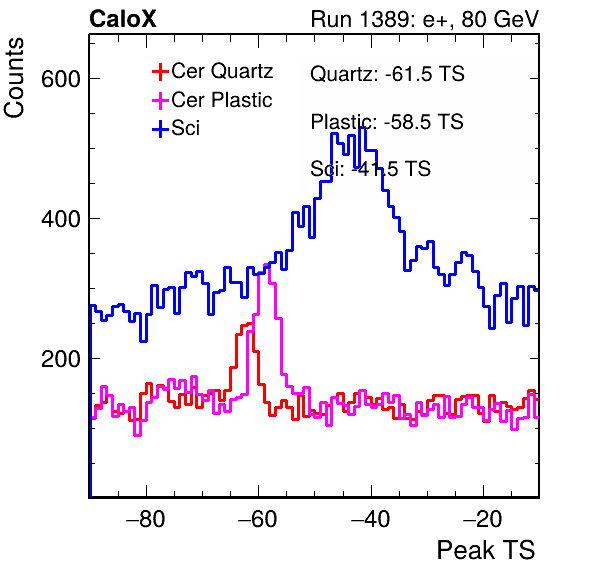 CaloX Run 1389: e+, 80 GeV
Counts
600
400
200
Cer Quartz
Cer Plastic
Sci
Quartz: -61.5 TS
Plastic: -58.5 TS
Sci: -41.5 TS
−80 −60 −40 −20
Peak TS